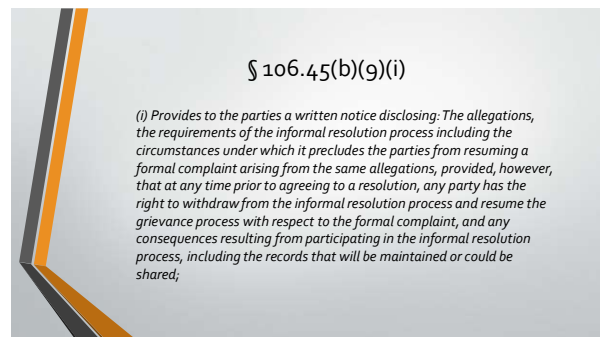 § 106.45(b)(9)(i)
(i) Provides to the parties a written notice disclosing: The allegations,
the requirements of the informal resolution process including the
circumstances under which it precludes the parties from resuming a
formal complaint arising from the same allegations, provided, however,
that at any time prior to agreeing to a resolution, any party has the
right to withdraw from the informal resolution process and resume the
grievance process with respect to the formal complaint, and any
consequences resulting from participating in the informal resolution
process, including the records that will be maintained or could be
shared;